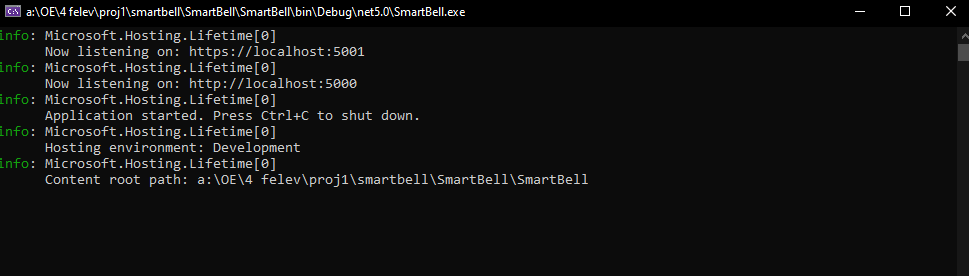 a:\OE\4 felev\proj1\smartbell\SmartBell\SmartBell\bin\Debug\net5.0\SmartBell.exe
info: Microsoft.Hosting.Lifetime[0]
Now listening on: https://localhost:5001
info: Microsoft.Hosting.Lifetime[0]
Now listening on: http://localhost:5000
info: Microsoft.Hosting.Lifetime[0]
Application started. Press Ctrl+C to shut down.
info: Microsoft.Hosting.Lifetime[0]
Hosting environment: Development
info: Microsoft.Hosting.Lifetime[0]
Content root path: a:\OE\4 felev\proj1\smartbell\SmartBell\SmartBell